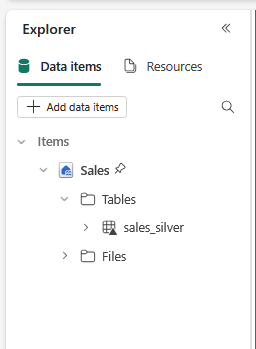 Explorer
Data items Resources
Add data items
Items
Sales
Tables
sales_silver
Files